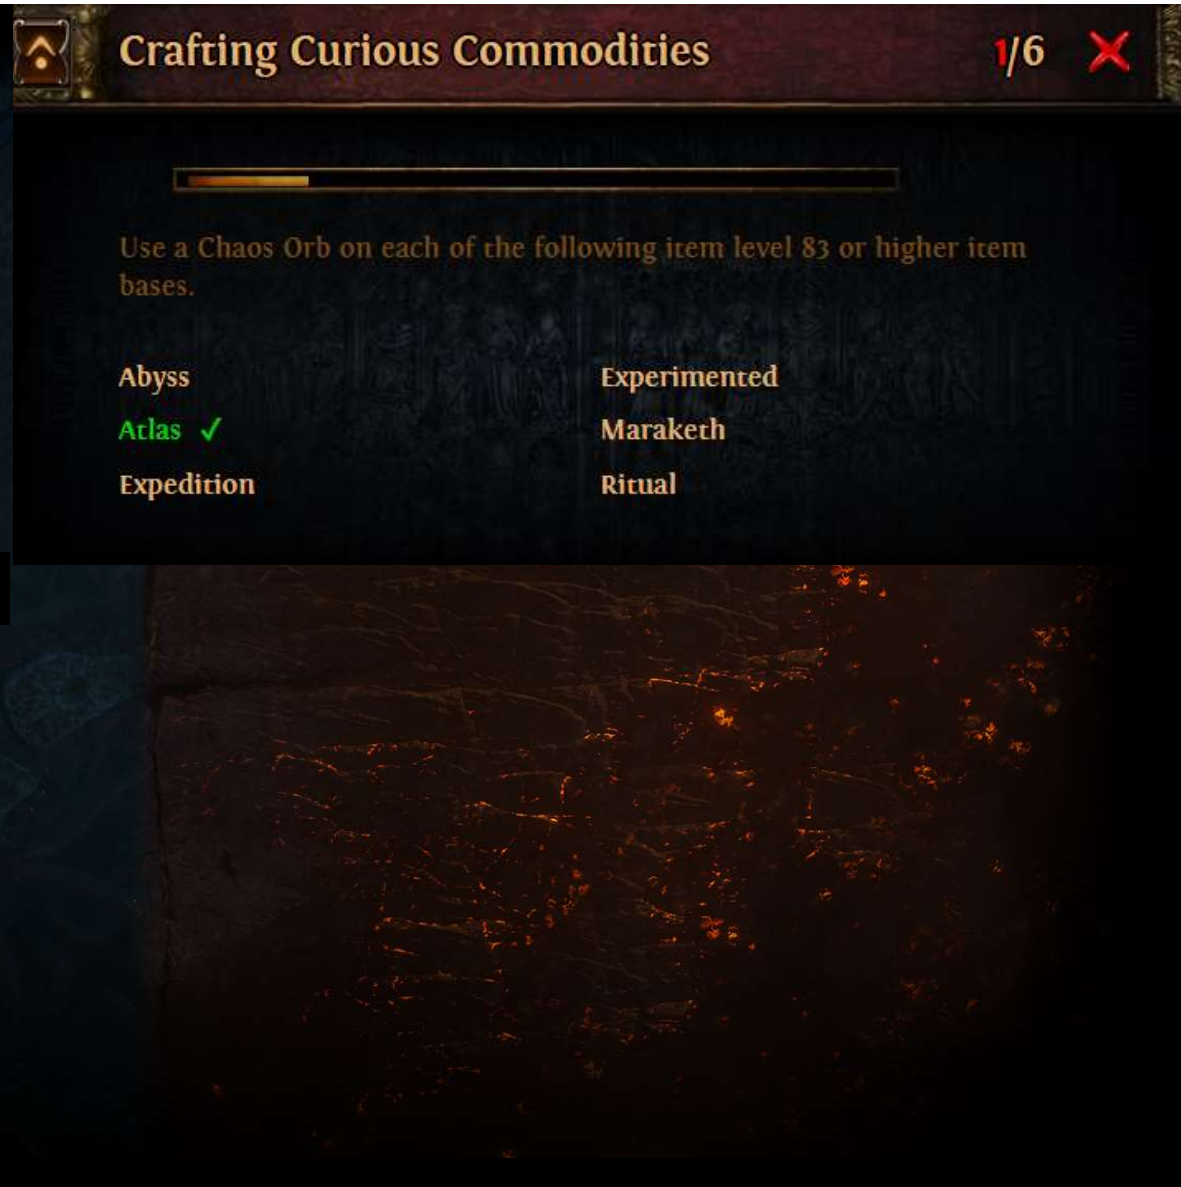 Crafting Curious Commodities 1/6
Use a Chaos Orb on each of the following item level 83 or higher item
bases.
Abyss
Atlas ✓
Expedition
Experimented
Maraketh
Ritual